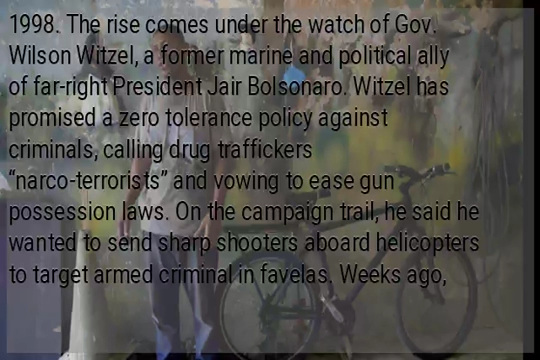 1998. The rise comes under the watch of Gov.
Wilson Witzel, a former marine and political ally
of far-right President Jair Bolsonaro. Witzel has
promised a zero tolerance policy against
criminals, calling drug traffickers
“narco-terrorists” and vowing to ease gun
possession laws. On the campaign trail, he said he
wanted to send sharp shooters aboard helicopters
to target armed criminal in favelas. Weeks ago,